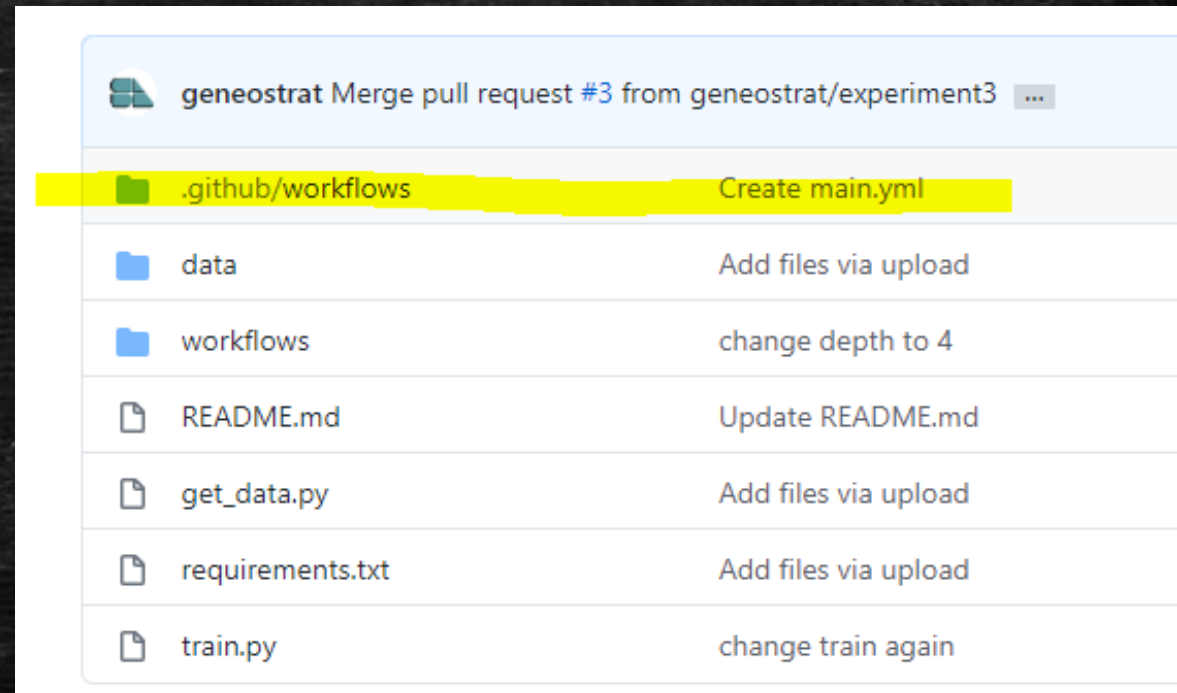 geneostrat Merge pull request #3 from geneostrat/experiment3 ...
.github/workflows Create main.yml
data Add files via upload
workflows change depth to 4
README.md Update README.md
get_data.py Add files via upload
requirements.txt Add files via upload
train.py change train again